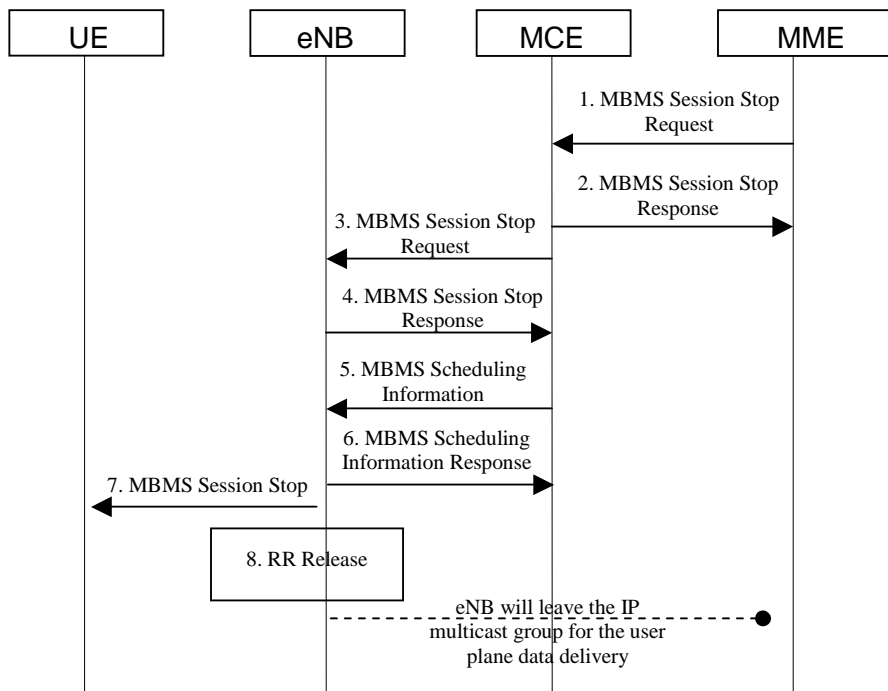 UE
eNB
MCE
MME
1. MBMS Session Stop
Request
2. MBMS Session Stop
Response
3. MBMS Session Stop
Request
4. MBMS Session Stop
Response
5. MBMS Scheduling
Information
6. MBMS Scheduling
Information Response
7. MBMS Session Stop
8. RR Release
eNB will leave the IP
multicast group for the user
plane data delivery